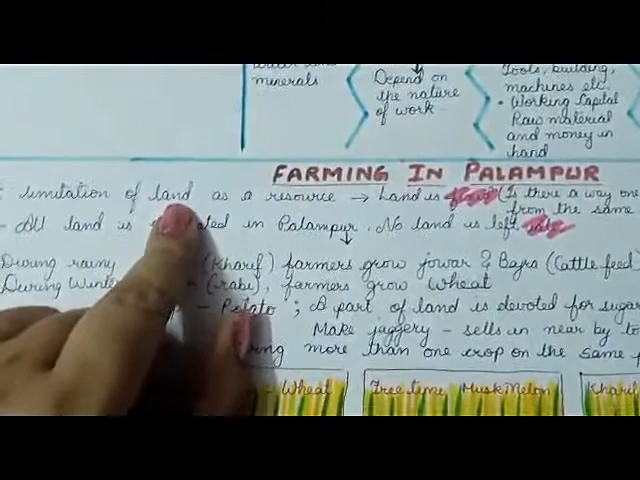 minerals
Depend on
the nature
of work
Tools, building,
machines etc.
• Working Capital
Raw material
and money in
hand
FARMING IN PALAMPUR
limitation of land as a resource → Land is (Is there a way one
from the same
- All land is in Palampur. No land is left
During rainy (Kharif) farmers grow jowar & Bajra (Cattle feed)
During Winter (rabi), farmers grow wheat
- Potato ; A part of land is devoted for sugar
Make jaggery - sells in near by to
more than one crop on the same
- Wheat
Free time Musk Melon
Kharif